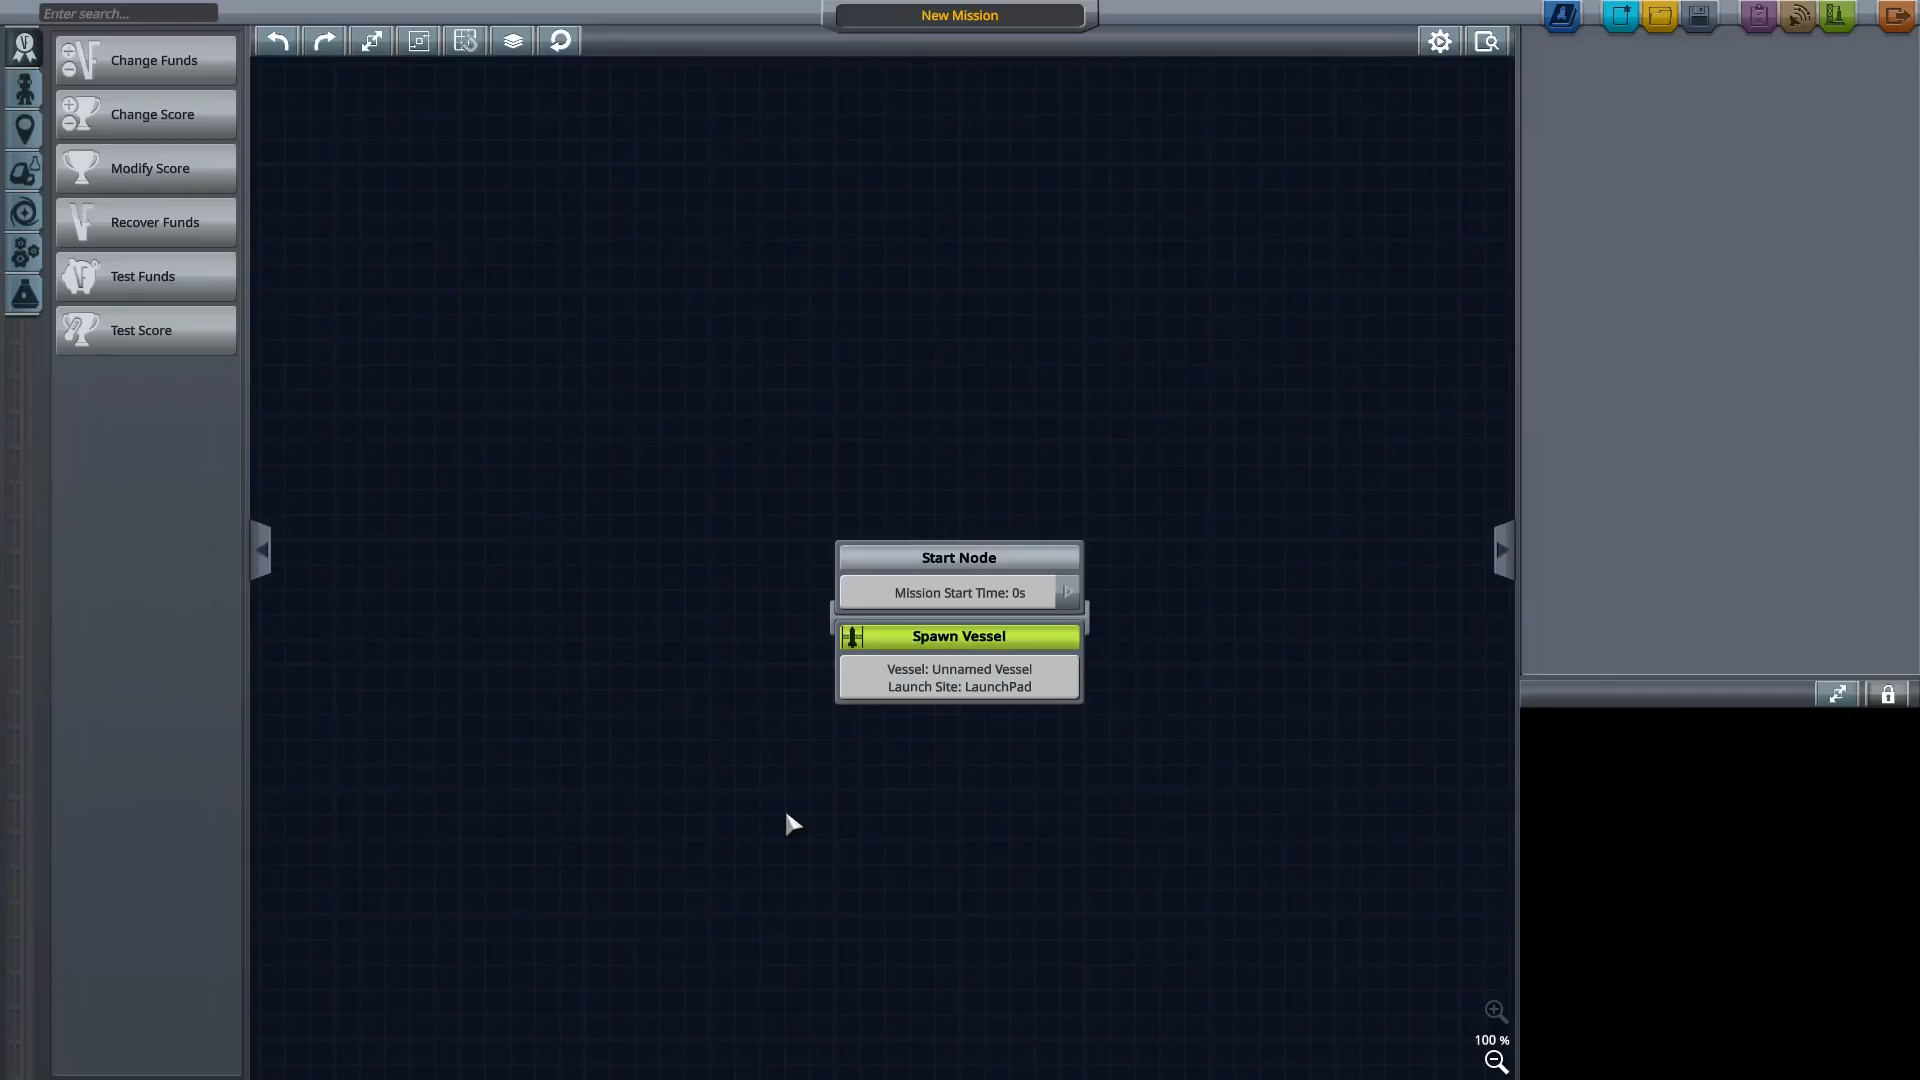 Enter search...
New Mission
Change Funds
Change Score
Modify Score
Recover Funds
Test Funds
Test Score
Start Node
Mission Start Time: 0s
Spawn Vessel
Vessel: Unnamed Vessel
Launch Site: LaunchPad
100 %